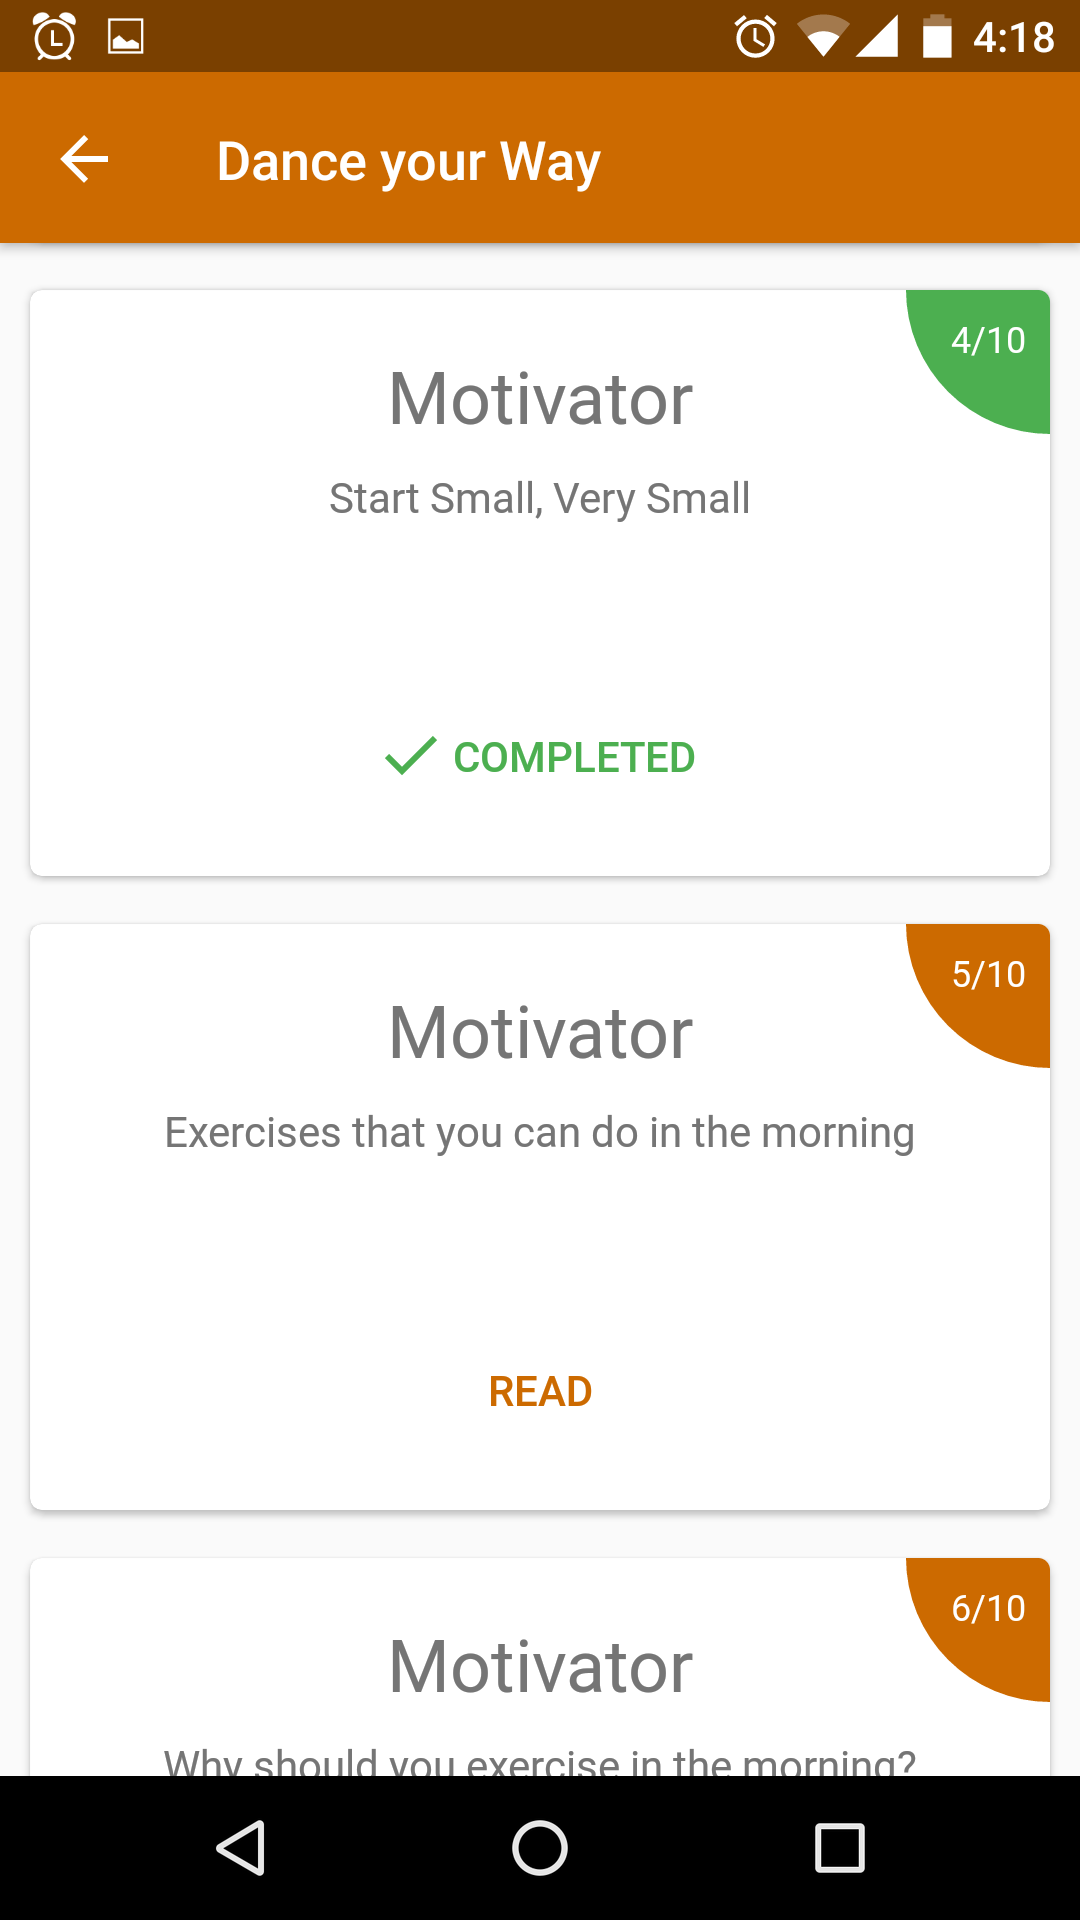 4:18
Dance your Way
4/10
Motivator
Start Small, Very Small
COMPLETED
5/10
Motivator
Exercises that you can do in the morning
READ
6/10
Motivator
Why should you exercise in the morning?